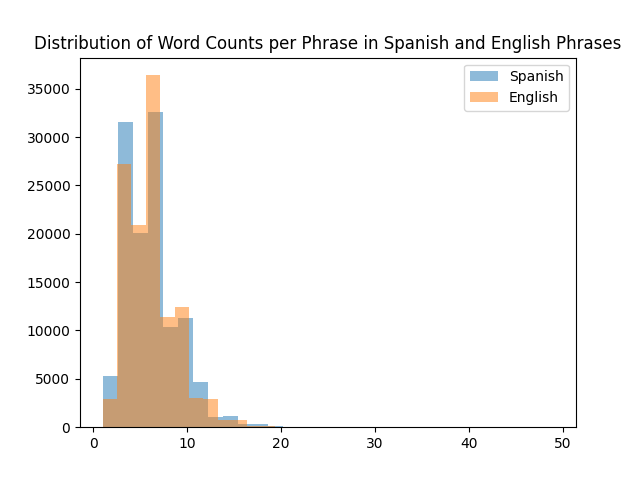 Distribution of Word Counts per Phrase in Spanish and English Phrases
Spanish
English
35000
30000
25000
20000
15000
10000
5000
0
0 10 20 30 40 50